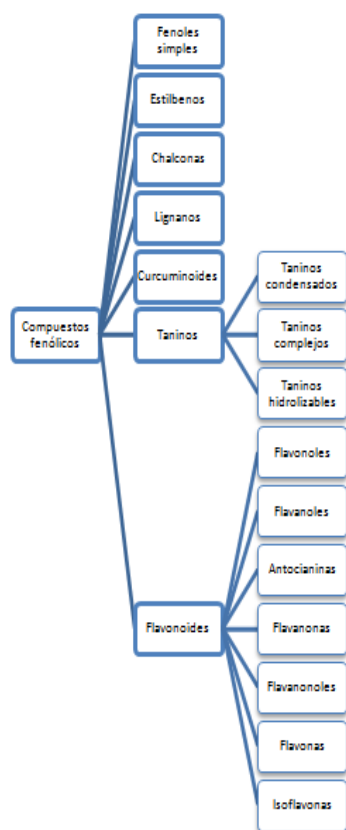 Fenoles
simples
Estilbenos
Chalconas
Lignanos
Curcuminoides
Compuestos
fenólicos
Taninos
Taninos
condensados
Taninos
complejos
Taninos
hidrolizables
Flavonoides
Flavonoles
Flavanoles
Antocianinas
Flavanonas
Flavanonoles
Flavonas
Isoflavonas